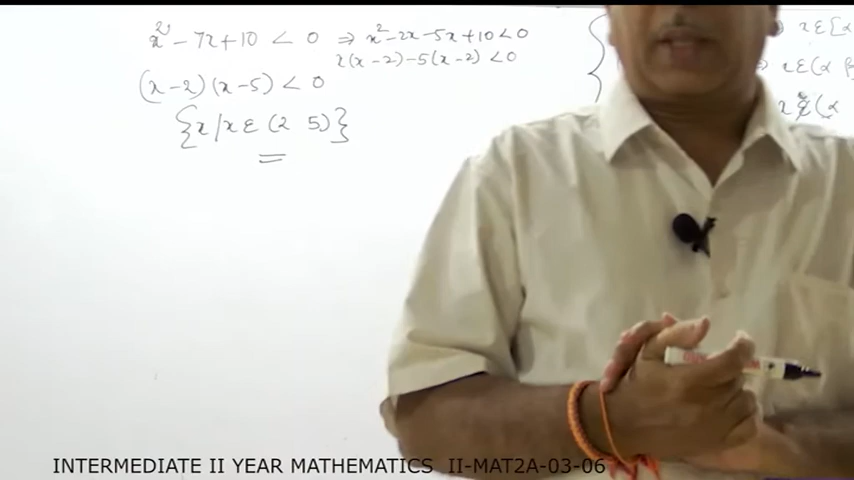 x² - 7x + 10 < 0 ⇒ x² - 2x - 5x + 10 < 0
x(x - 2) - 5(x - 2) < 0
(x - 2)(x - 5) < 0
{x / x ε (2 5)}
x ε [α
x ε (α β
x ∉ (α
INTERMEDIATE II YEAR MATHEMATICS II-MAT2A-03-06